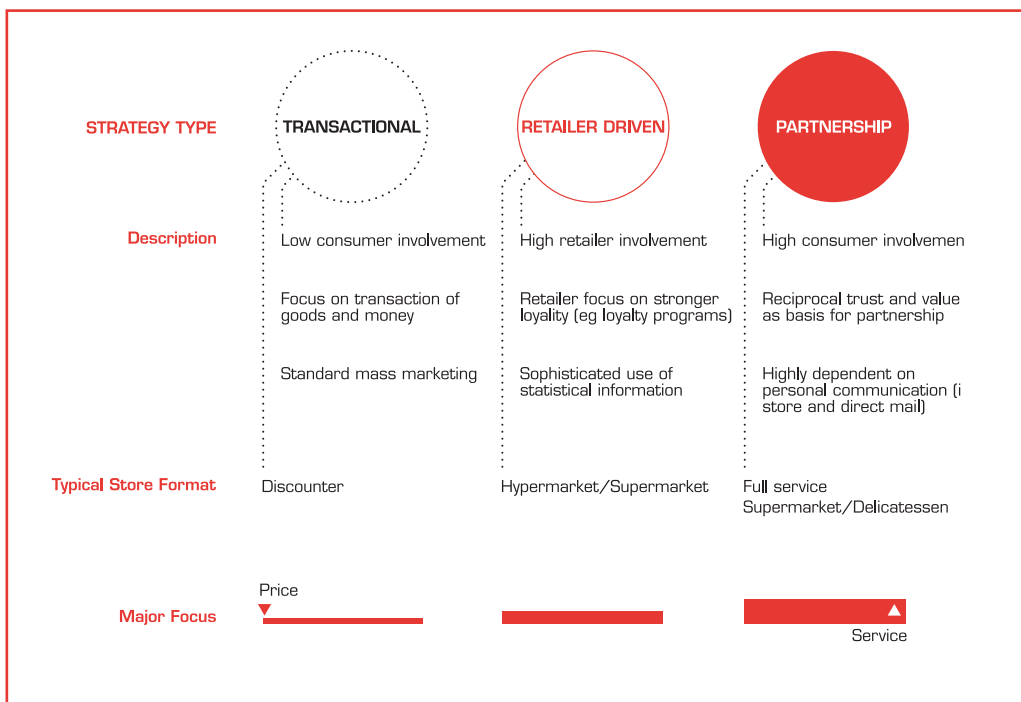 STRATEGY TYPE
TRANSACTIONAL
RETAILER DRIVEN
PARTNERSHIP
Description
Low consumer involvement
High retailer involvement
High consumer involvemen
Focus on transaction of
goods and money
Retailer focus on stronger
loyality (eg loyalty programs)
Reciprocal trust and value
as basis for partnership
Standard mass marketing
Sophisticated use of
statistical information
Highly dependent on
personal communication (i
store and direct mail)
Typical Store Format
Discounter
Hypermarket/Supermarket
Full service
Supermarket/Delicatessen
Major Focus
Price
Service